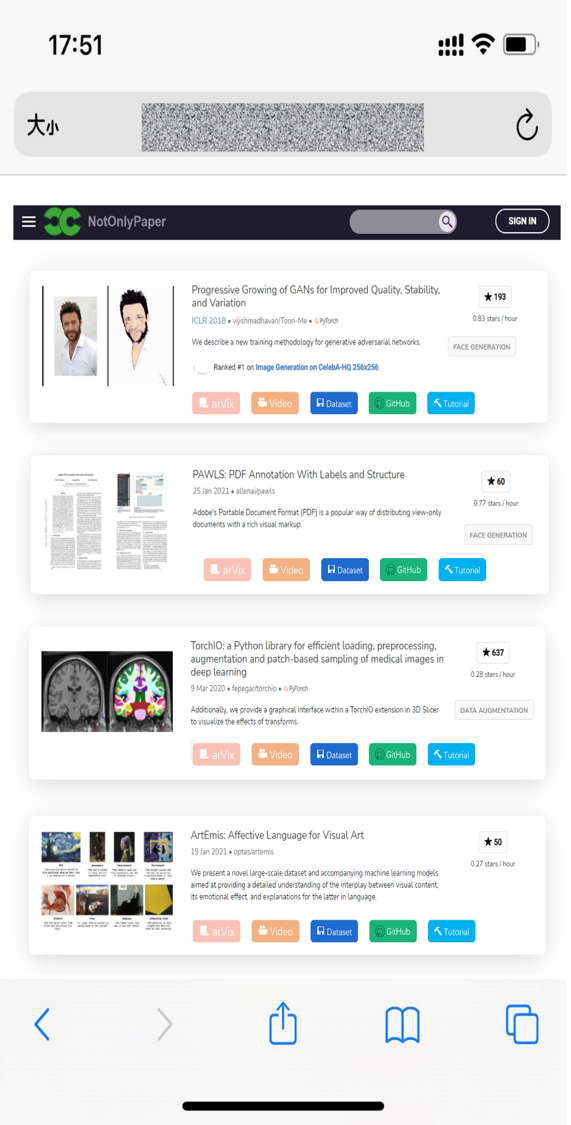 17:51
大小
NotOnlyPaper
SIGN IN
Progressive Growing of GANs for Improved Quality, Stability,
and Variation
ICLR 2018 • vijishmadhavan/Toon-Me • PyTorch
We describe a new training methodology for generative adversarial networks.
Ranked #1 on Image Generation on CelebA-HQ 256x256
★ 193
0.83 stars / hour
FACE GENERATION
arVix
Video
Dataset
GitHub
Tutorial
PAWLS: PDF Annotation With Labels and Structure
25 Jan 2021 • allenai/pawls
Adobe's Portable Document Format (PDF) is a popular way of distributing view-only
documents with a rich visual markup.
★ 60
0.77 stars / hour
FACE GENERATION
arVix
Video
Dataset
GitHub
Tutorial
TorchIO: a Python library for efficient loading, preprocessing,
augmentation and patch-based sampling of medical images in
deep learning
9 Mar 2020 • fepegar/torchio • PyTorch
Additionally, we provide a graphical interface within a TorchIO extension in 3D Slicer
to visualize the effects of transforms.
★ 637
0.28 stars / hour
DATA AUGMENTATION
arVix
Video
Dataset
GitHub
Tutorial
ArtEmis: Affective Language for Visual Art
19 Jan 2021 • optas/artemis
We present a novel large-scale dataset and accompanying machine learning models
aimed at providing a detailed understanding of the interplay between visual content,
its emotional effect, and explanations for the latter in language.
★ 50
0.27 stars / hour
arVix
Video
Dataset
GitHub
Tutorial